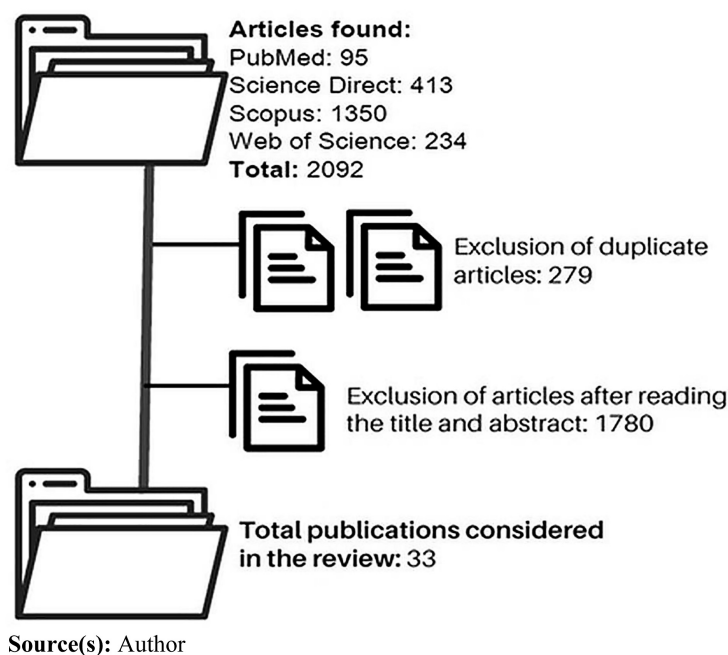 Articles found:
PubMed: 95
Science Direct: 413
Scopus: 1350
Web of Science: 234
Total: 2092
Exclusion of duplicate
articles: 279
Exclusion of articles after reading
the title and abstract: 1780
Total publications considered
in the review: 33
Source(s): Author